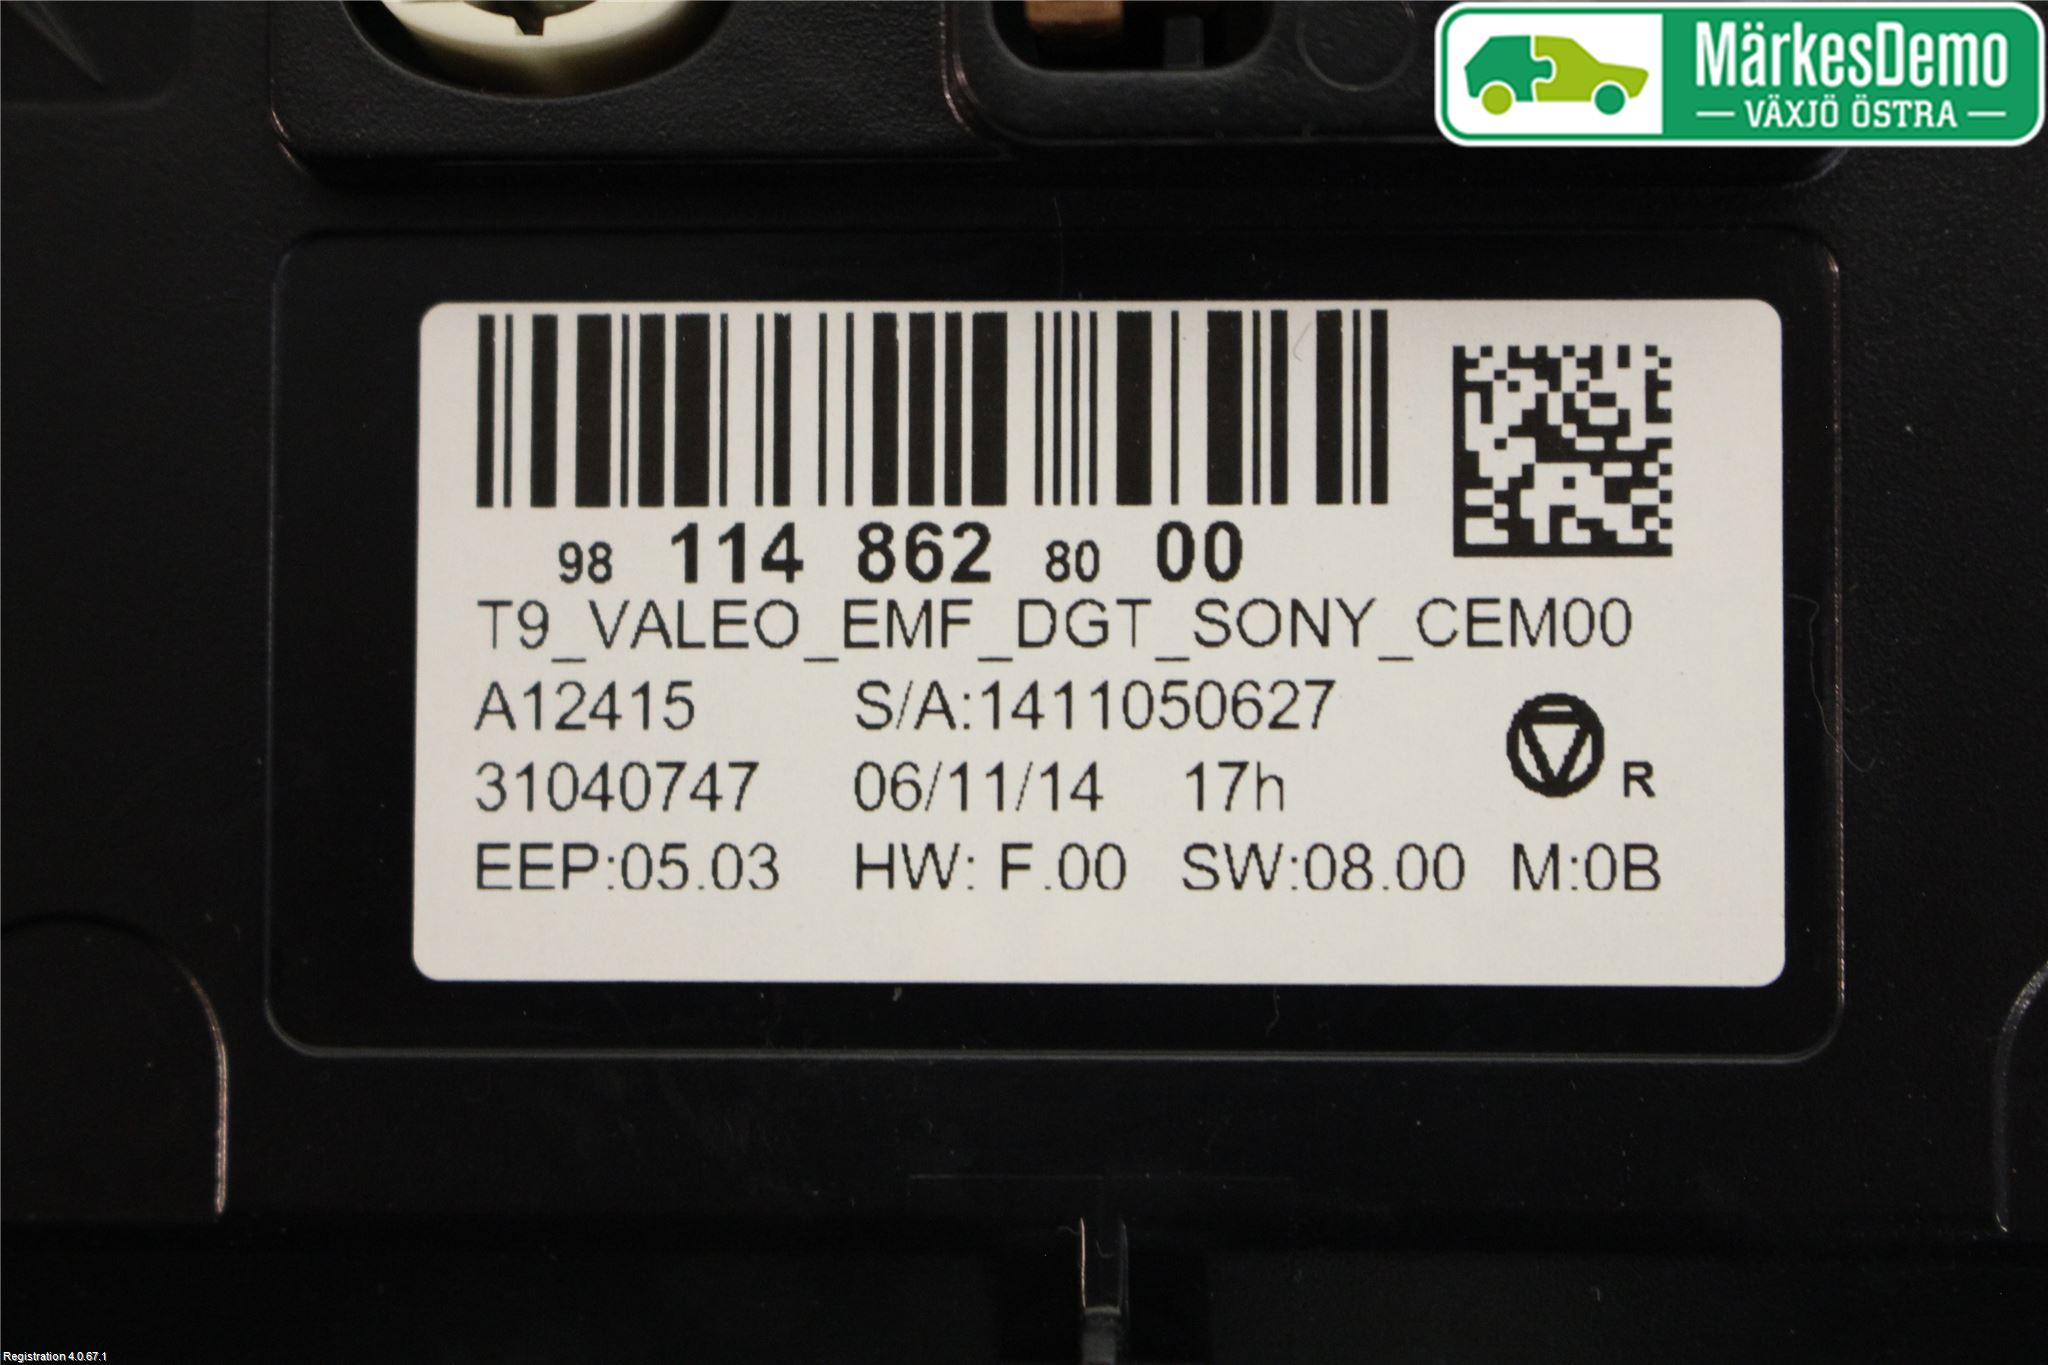 MärkesDemo
VÄXJÖ ÖSTRA
98 114 862 80 00
T9_VALEO_EMF_DGT_SONY_CEM00
A12415 S/A:1411050627
31040747 06/11/14 17h R
EEP:05.03 HW: F.00 SW:08.00 M:0B
Registration 4.0.67.1